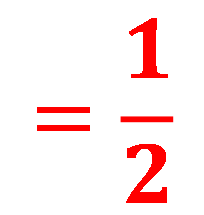 = 1/2